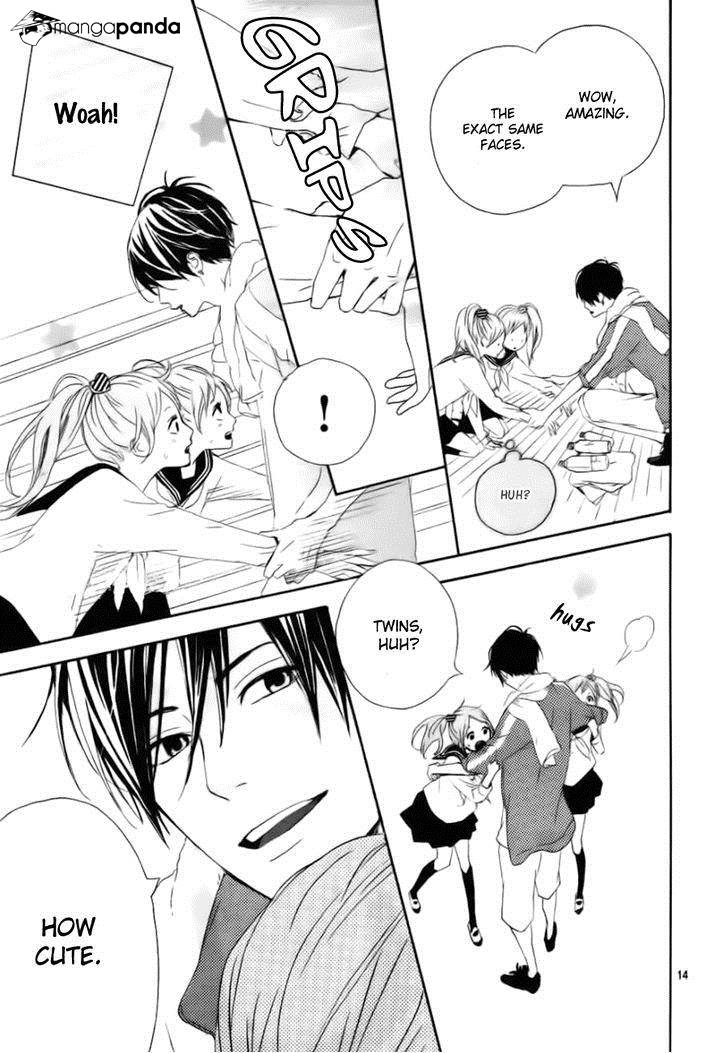 mangapanda
WOW,
AMAZING.
THE
EXACT SAME
FACES.
HUH?
GRIPS
!
Woah!
hugs
TWINS,
HUH?
HOW
CUTE.
14